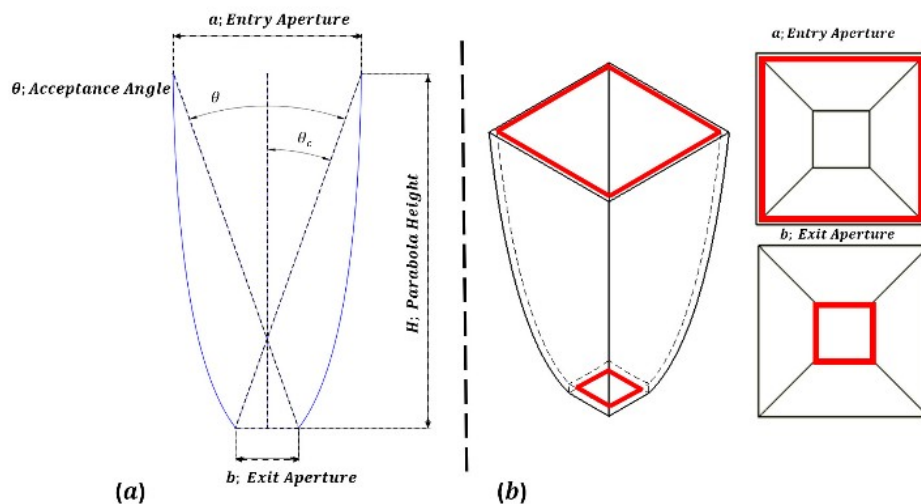 a; Entry Aperture
θ; Acceptance Angle
θ
θc
H; Parabola Height
b; Exit Aperture
(a)
a; Entry Aperture
b; Exit Aperture
(b)